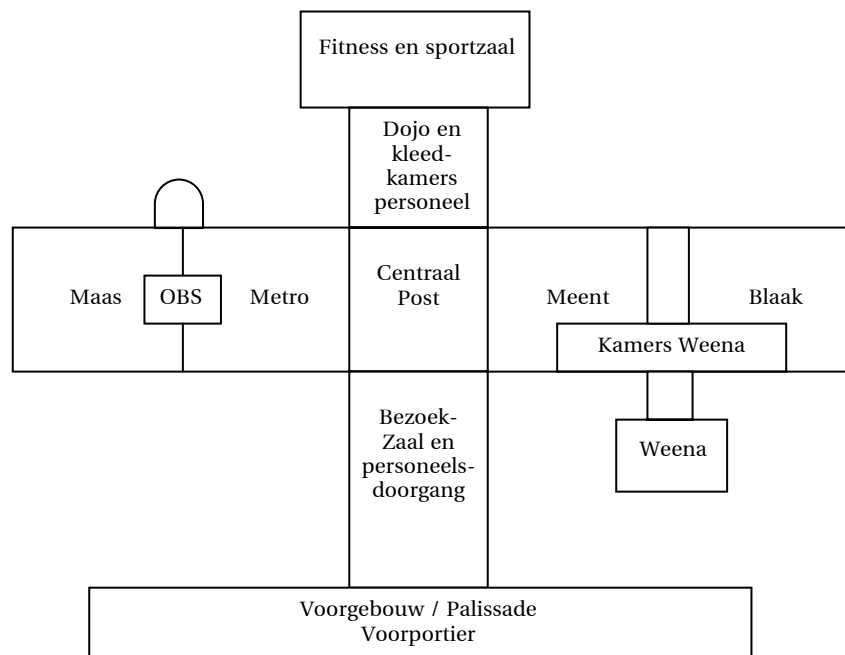 Fitness en sportzaal
Dojo en
kleed-
kamers
personeel
Maas
OBS
Metro
Centraal
Post
Meent
Blaak
Kamers Weena
Bezoek-
Zaal en
personeels-
doorgang
Weena
Voorgebouw / Palissade
Voorportier